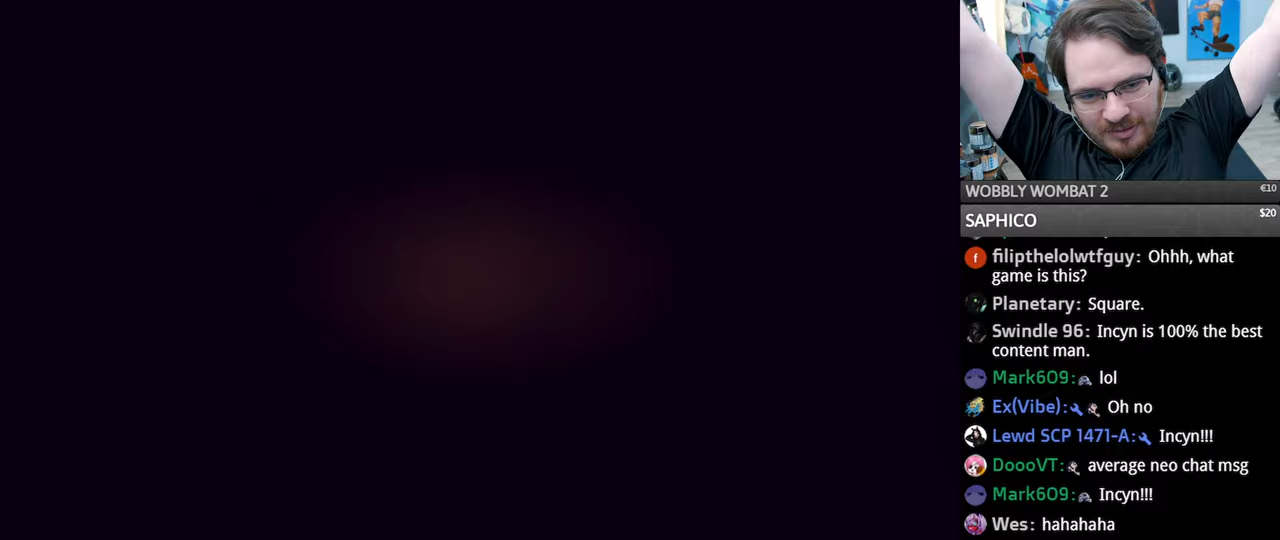 WOBBLY WOMBAT 2 €10
SAPHICO $20
filipthelolwtfguy: Ohhh, what
game is this?
Planetary: Square.
Swindle 96: Incyn is 100% the best
content man.
Mark609: lol
Ex(Vibe): Oh no
Lewd SCP 1471-A: Incyn!!!
DoooVT: average neo chat msg
Mark609: Incyn!!!
Wes: hahahaha